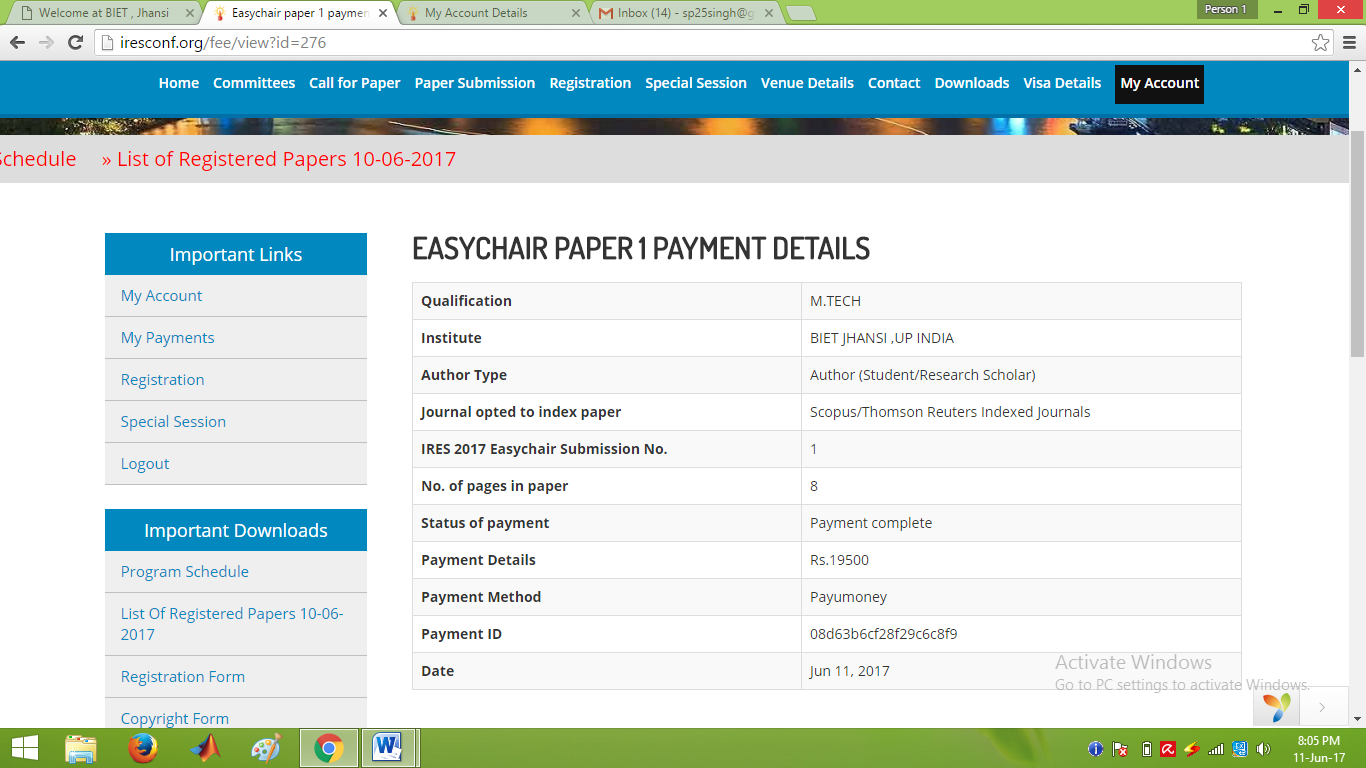 Welcome at BIET , Jhansi
Easychair paper 1 paymen
My Account Details
Inbox (14) - sp25singh@g
Person 1
iresconf.org/fee/view?id=276
Home Committees Call for Paper Paper Submission Registration Special Session Venue Details Contact Downloads Visa Details My Account
Schedule » List of Registered Papers 10-06-2017
Important Links
My Account
My Payments
Registration
Special Session
Logout
Important Downloads
Program Schedule
List Of Registered Papers 10-06-
2017
Registration Form
Copyright Form
EASYCHAIR PAPER 1 PAYMENT DETAILS
Qualification M.TECH
Institute BIET JHANSI ,UP INDIA
Author Type Author (Student/Research Scholar)
Journal opted to index paper Scopus/Thomson Reuters Indexed Journals
IRES 2017 Easychair Submission No. 1
No. of pages in paper 8
Status of payment Payment complete
Payment Details Rs.19500
Payment Method Payumoney
Payment ID 08d63b6cf28f29c6c8f9
Date Jun 11, 2017
Activate Windows
Go to PC settings to activate Windows.
8:05 PM
11-Jun-17